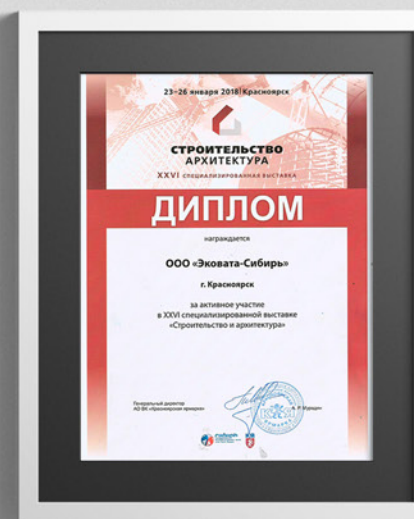 23–26 января 2018|Красноярск
СТРОИТЕЛЬСТВО
АРХИТЕКТУРА
XXVI СПЕЦИАЛИЗИРОВАННАЯ ВЫСТАВКА
ДИПЛОМ
награждается
ООО «Эковата-Сибирь»
г. Красноярск
за активное участие
в XXVI специализированной выставке
«Строительство и архитектура»
Генеральный директор
АО ВК «Красноярская ярмарка»